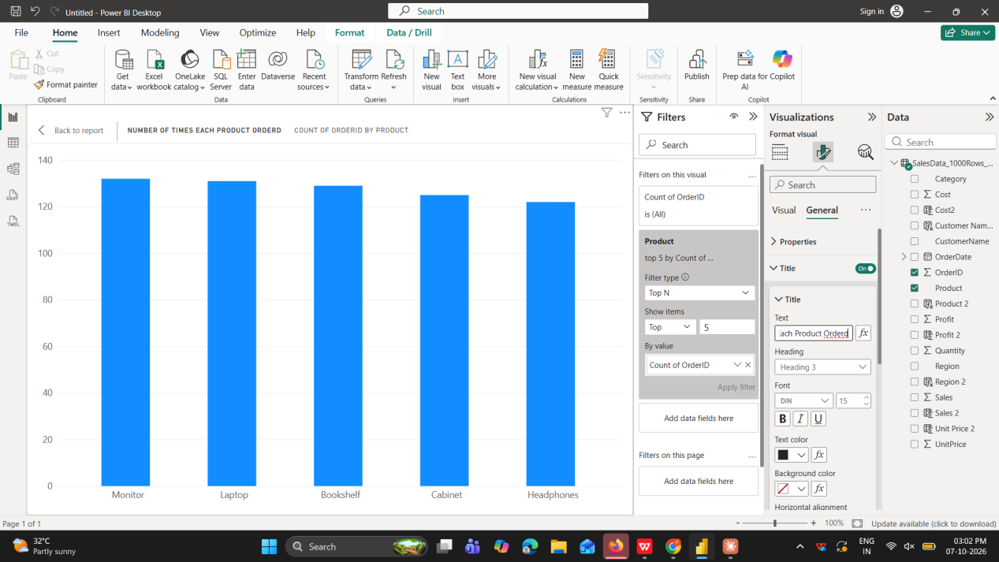 Untitled - Power BI Desktop
Search
Sign in
File
Home
Insert
Modeling
View
Optimize
Help
Format
Data / Drill
Share
Paste
Cut
Copy
Format painter
Clipboard
Get data
Excel workbook
OneLake catalog
SQL Server
Enter data
Dataverse
Recent sources
Data
Transform data
Refresh
Queries
New visual
A
Text box
More visuals
Insert
New visual calculation
New measure
Quick measure
Calculations
Sensitivity
Sensitivity
Publish
Share
Prep data for AI
Copilot
Copilot
Back to report
NUMBER OF TIMES EACH PRODUCT ORDERD
COUNT OF ORDERID BY PRODUCT
140
120
100
80
60
40
20
0
Monitor
Laptop
Bookshelf
Cabinet
Headphones
DAX
TMDL
Filters
Search
Filters on this visual
...
Count of OrderID
is (All)
Product
top 5 by Count of ...
Filter type
Top N
Show items
Top
5
By value
Count of OrderID
Apply filter
Add data fields here
Filters on this page
...
Add data fields here
Visualizations
Format visual
Search
Visual
General
...
Properties
Title
On
Title
Text
Each Product Orderd
fx
Heading
Heading 3
Font
DIN
15
B
I
U
Text color
fx
Background color
fx
Horizontal alignment
Data
Search
SalesData_1000Rows_...
Category
Cost
Cost2
Customer Nam...
CustomerName
OrderDate
OrderID
Product
Product 2
Profit
Profit 2
Quantity
Region
Region 2
Sales
Sales 2
Unit Price 2
UnitPrice
Page 1 of 1
- + 100%
Update available (click to download)
32°C
Partly sunny
Search
ENG
IN
03:02 PM
07-10-2026